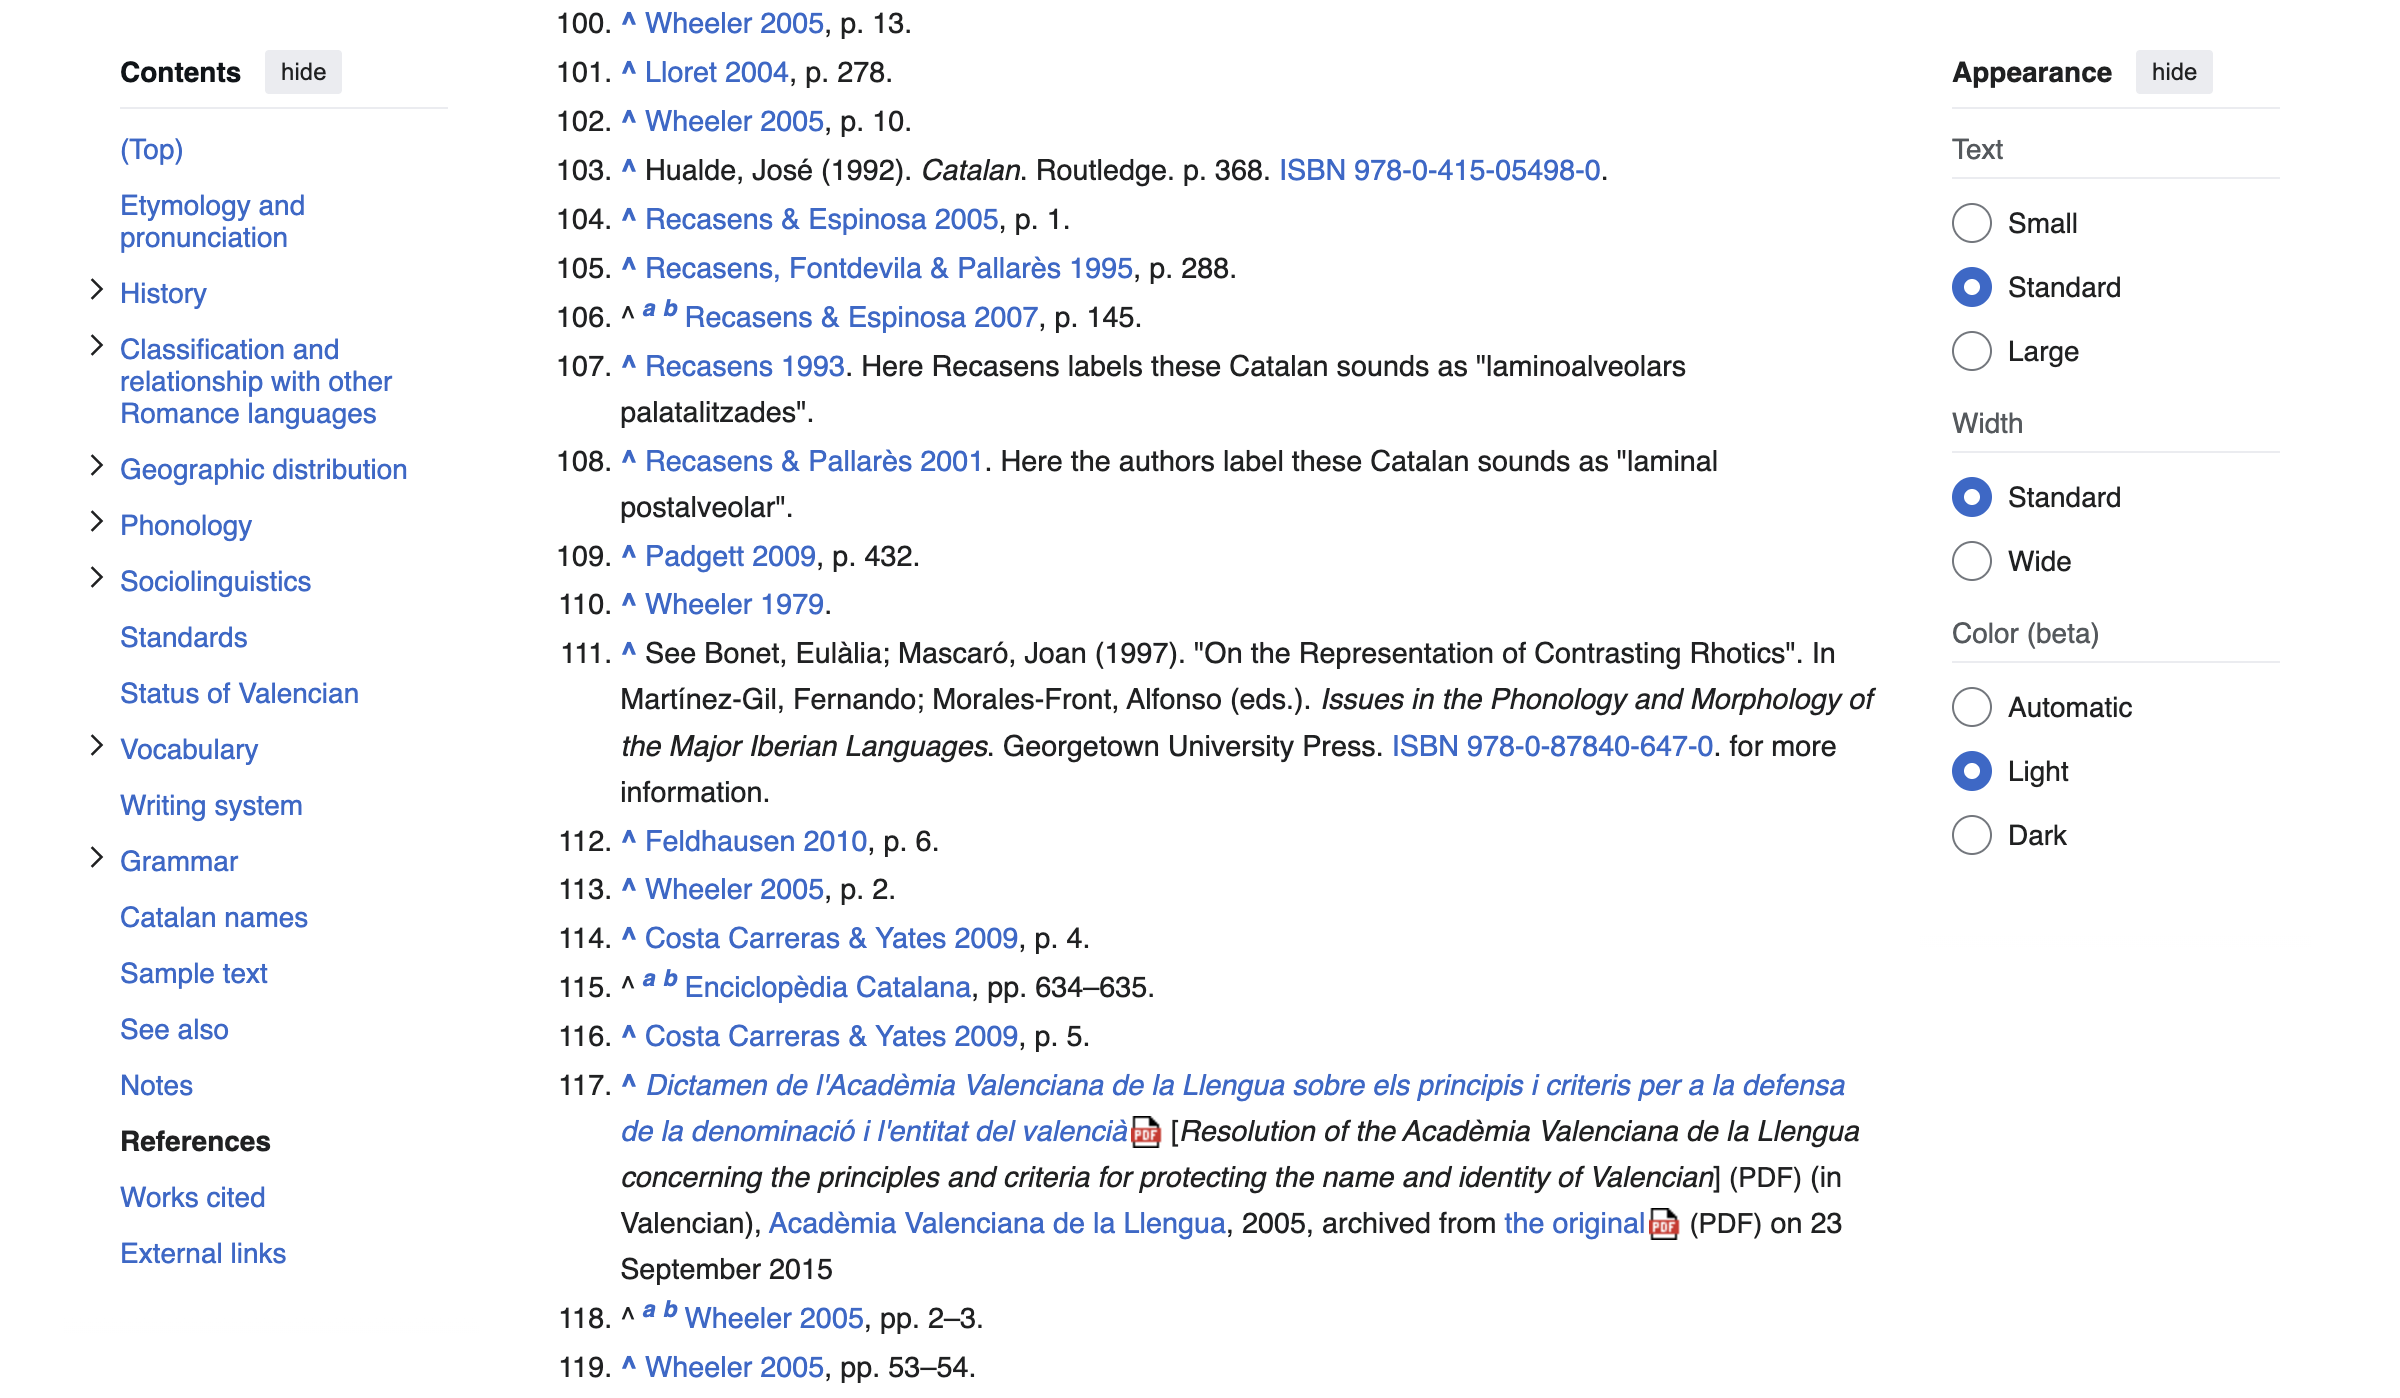 Contents hide
(Top)
Etymology and
pronunciation
History
Classification and
relationship with other
Romance languages
Geographic distribution
Phonology
Sociolinguistics
Standards
Status of Valencian
Vocabulary
Writing system
Grammar
Catalan names
Sample text
See also
Notes
References
Works cited
External links
100. ^ Wheeler 2005, p. 13.
101. ^ Lloret 2004, p. 278.
102. ^ Wheeler 2005, p. 10.
103. ^ Hualde, José (1992). Catalan. Routledge. p. 368. ISBN 978-0-415-05498-0.
104. ^ Recasens & Espinosa 2005, p. 1.
105. ^ Recasens, Fontdevila & Pallarès 1995, p. 288.
106. ^ a b Recasens & Espinosa 2007, p. 145.
107. ^ Recasens 1993. Here Recasens labels these Catalan sounds as "laminoalveolars
palatalitzades".
108. ^ Recasens & Pallarès 2001. Here the authors label these Catalan sounds as "laminal
postalveolar".
109. ^ Padgett 2009, p. 432.
110. ^ Wheeler 1979.
111. ^ See Bonet, Eulàlia; Mascaró, Joan (1997). "On the Representation of Contrasting Rhotics". In
Martínez-Gil, Fernando; Morales-Front, Alfonso (eds.). Issues in the Phonology and Morphology of
the Major Iberian Languages. Georgetown University Press. ISBN 978-0-87840-647-0. for more
information.
112. ^ Feldhausen 2010, p. 6.
113. ^ Wheeler 2005, p. 2.
114. ^ Costa Carreras & Yates 2009, p. 4.
115. ^ a b Enciclopèdia Catalana, pp. 634–635.
116. ^ Costa Carreras & Yates 2009, p. 5.
117. ^ Dictamen de l'Acadèmia Valenciana de la Llengua sobre els principis i criteris per a la defensa
de la denominació i l'entitat del valencià PDF [Resolution of the Acadèmia Valenciana de la Llengua
concerning the principles and criteria for protecting the name and identity of Valencian] (PDF) (in
Valencian), Acadèmia Valenciana de la Llengua, 2005, archived from the original PDF (PDF) on 23
September 2015
118. ^ a b Wheeler 2005, pp. 2–3.
119. ^ Wheeler 2005, pp. 53–54.
Appearance hide
Text
Small
Standard
Large
Width
Standard
Wide
Color (beta)
Automatic
Light
Dark